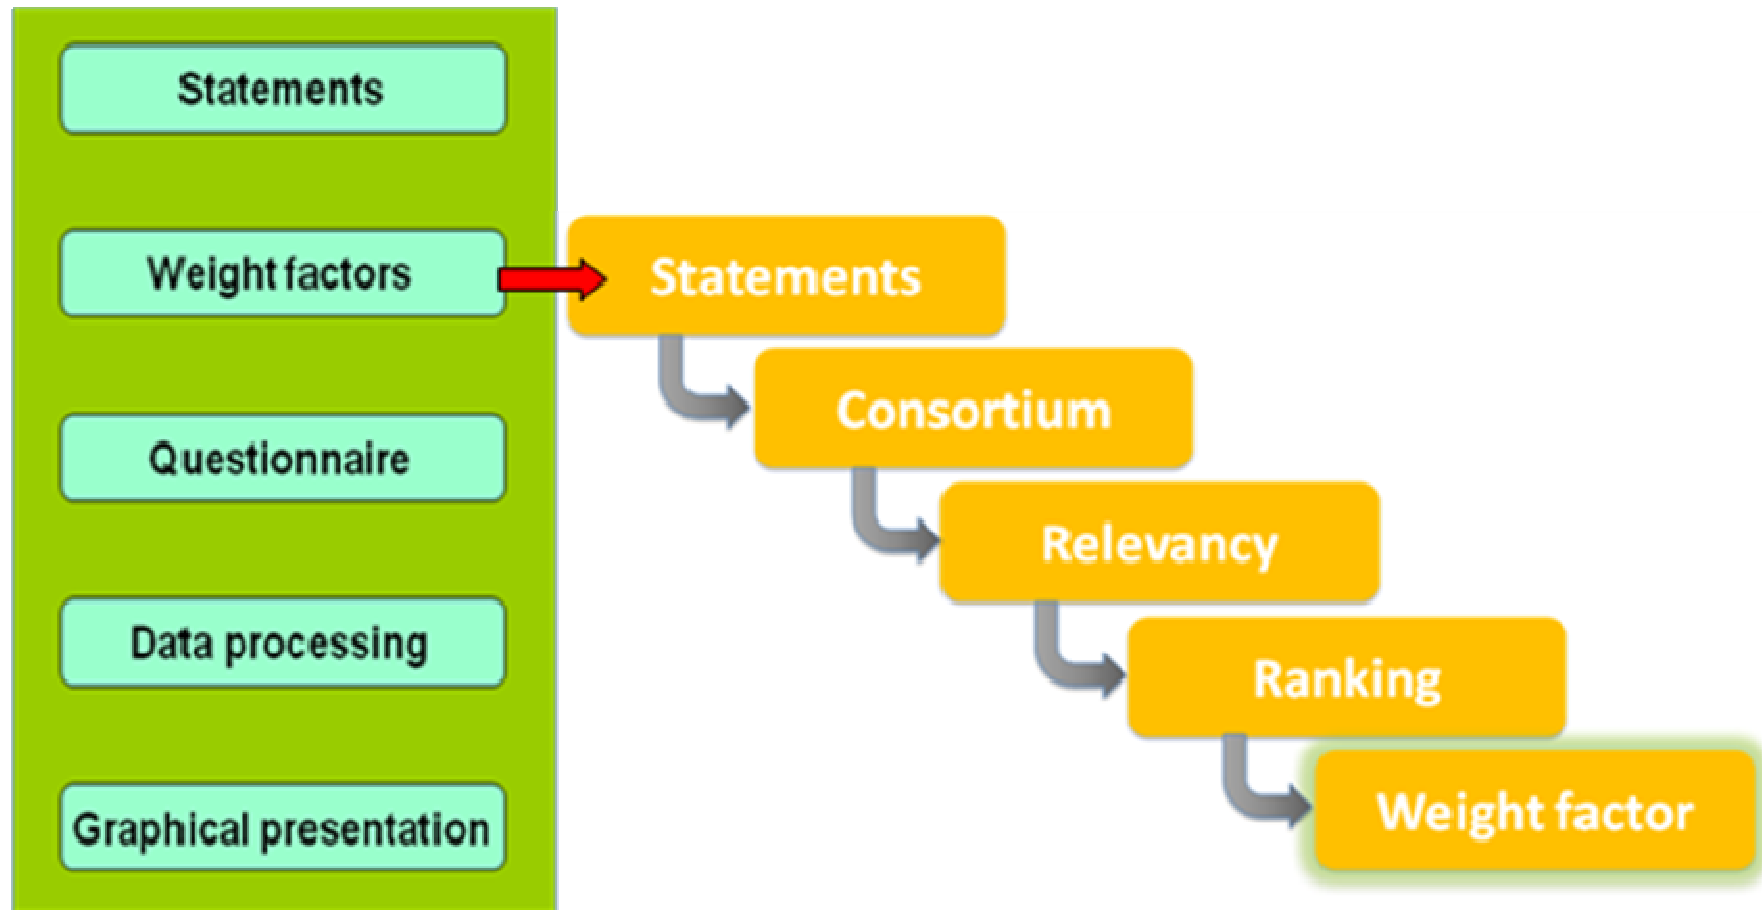 Statements
Weight factors
Questionnaire
Data processing
Graphical presentation
Statements
Consortium
Relevancy
Ranking
Weight factor